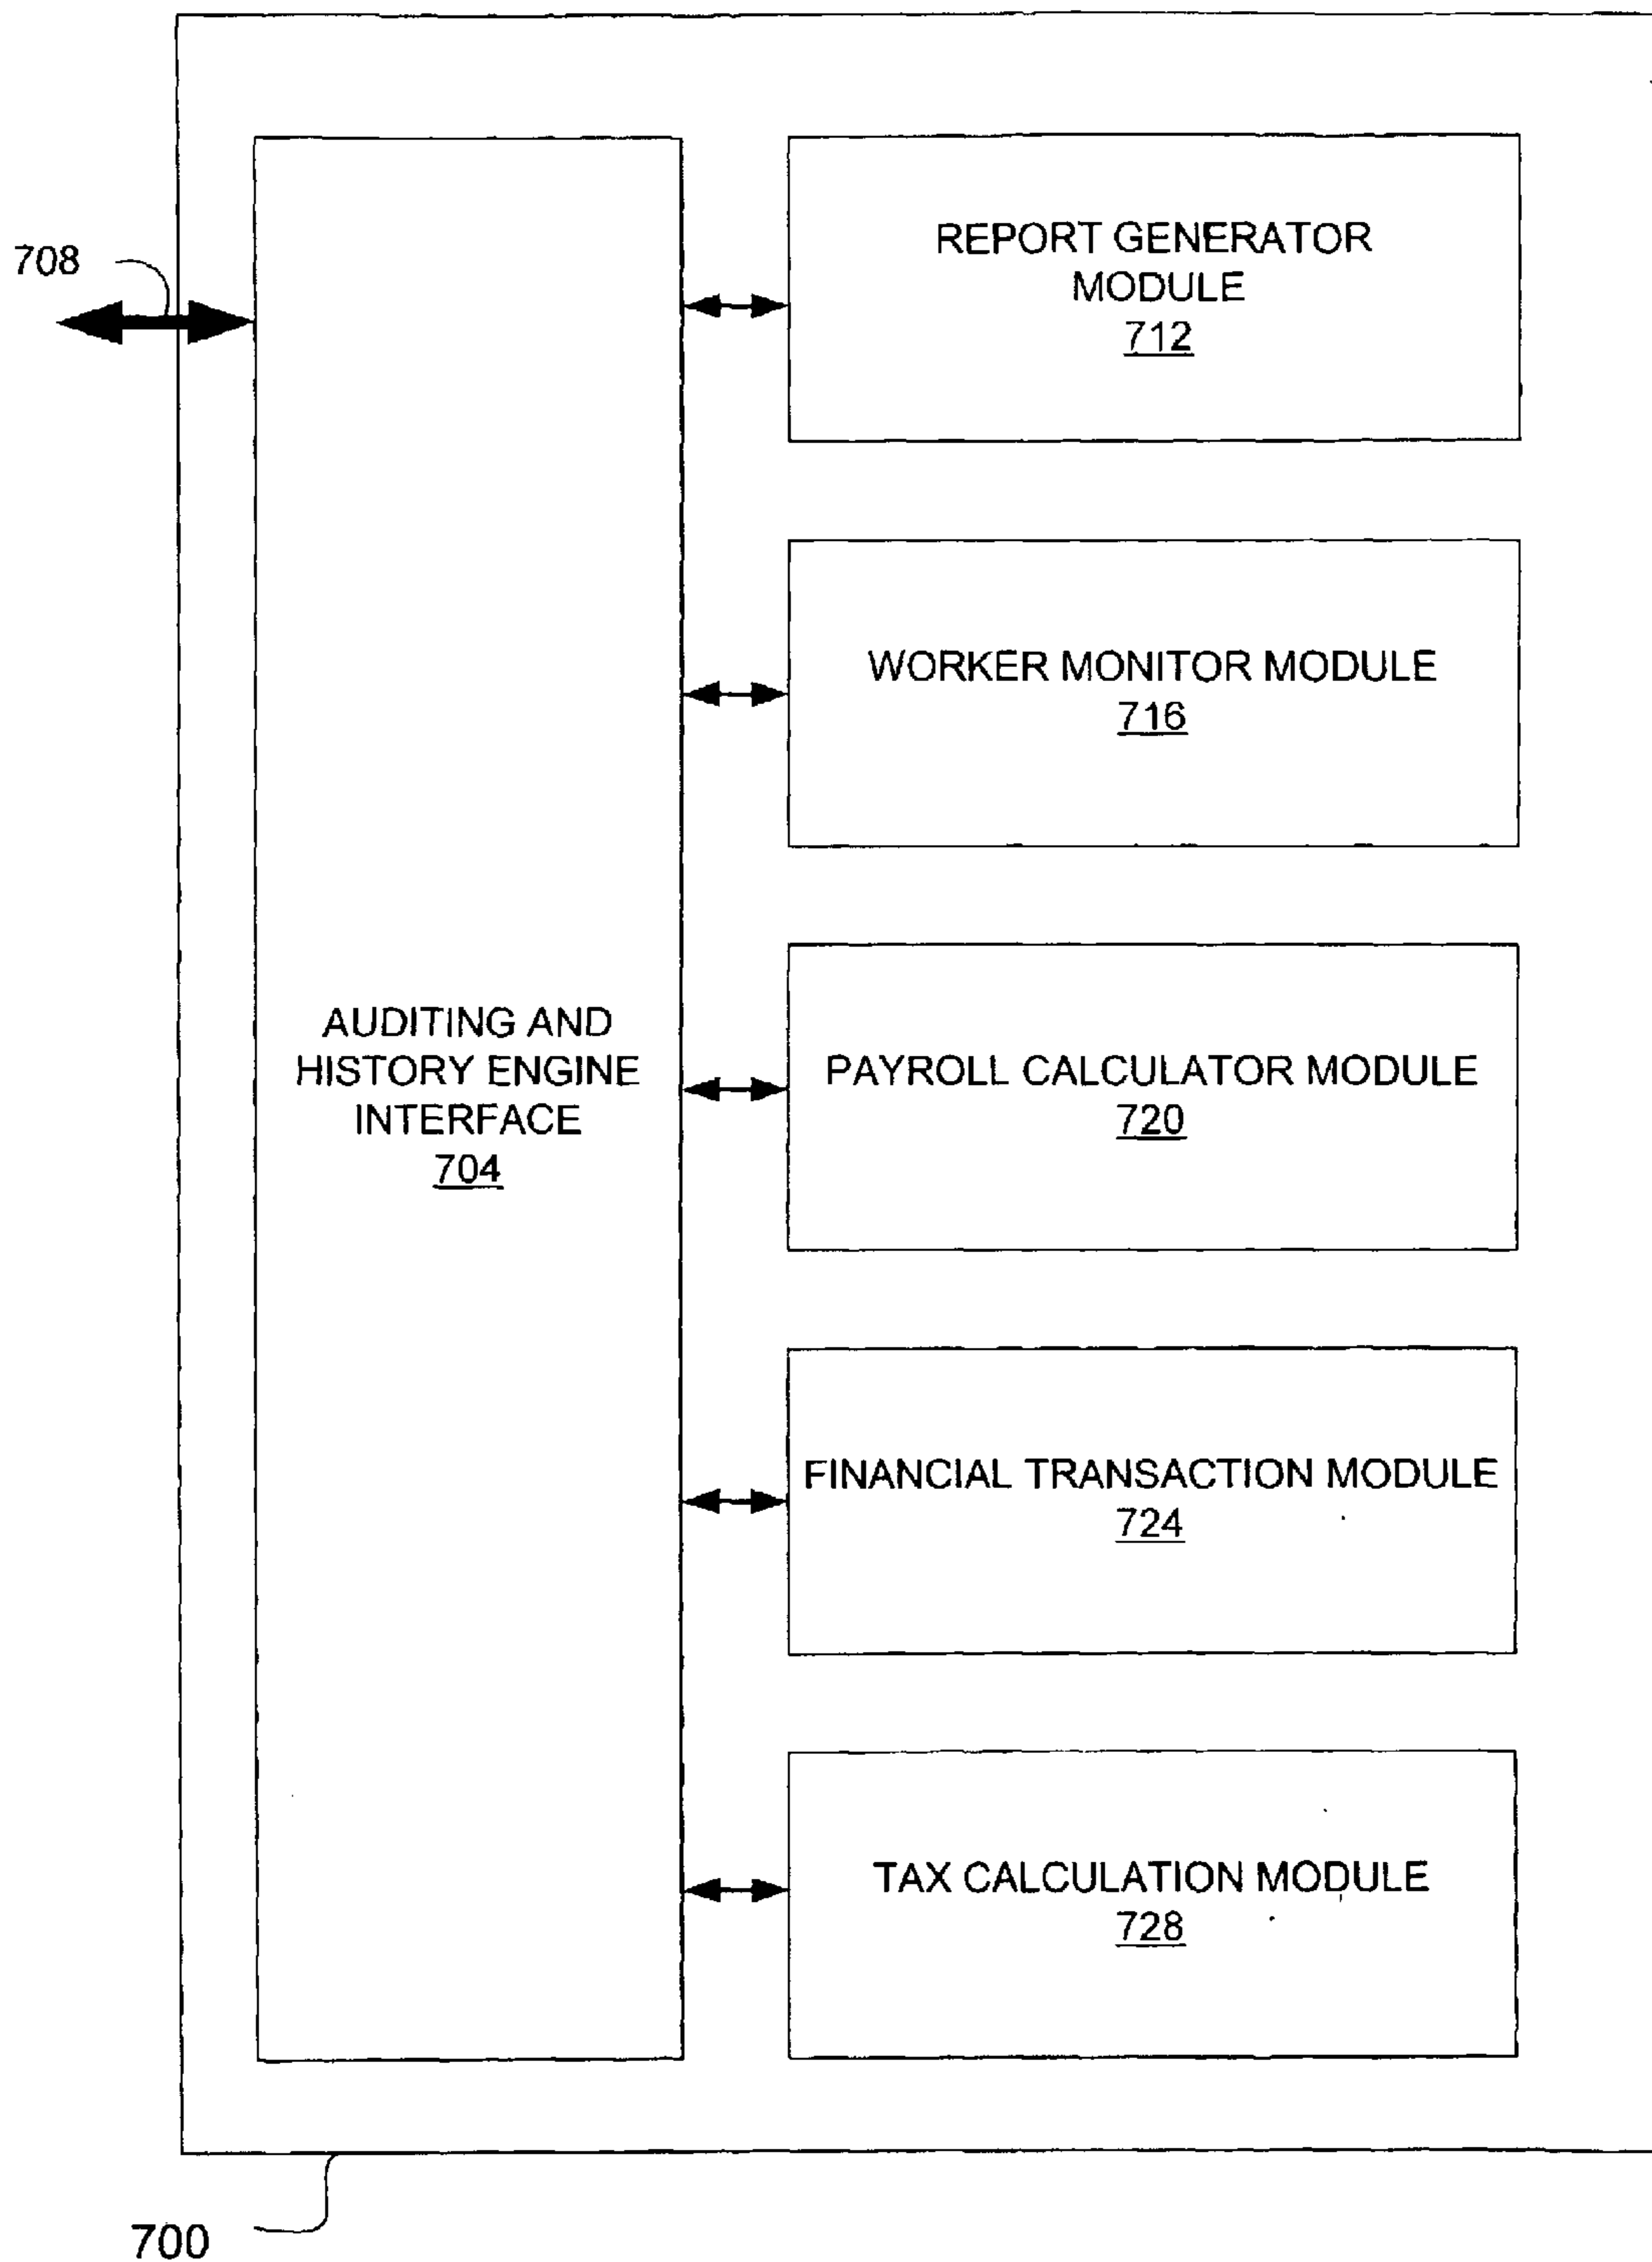 708
REPORT GENERATOR
MODULE
712
WORKER MONITOR MODULE
716
AUDITING AND
HISTORY ENGINE
INTERFACE
704
PAYROLL CALCULATOR MODULE
720
FINANCIAL TRANSACTION MODULE
724
TAX CALCULATION MODULE
728
700